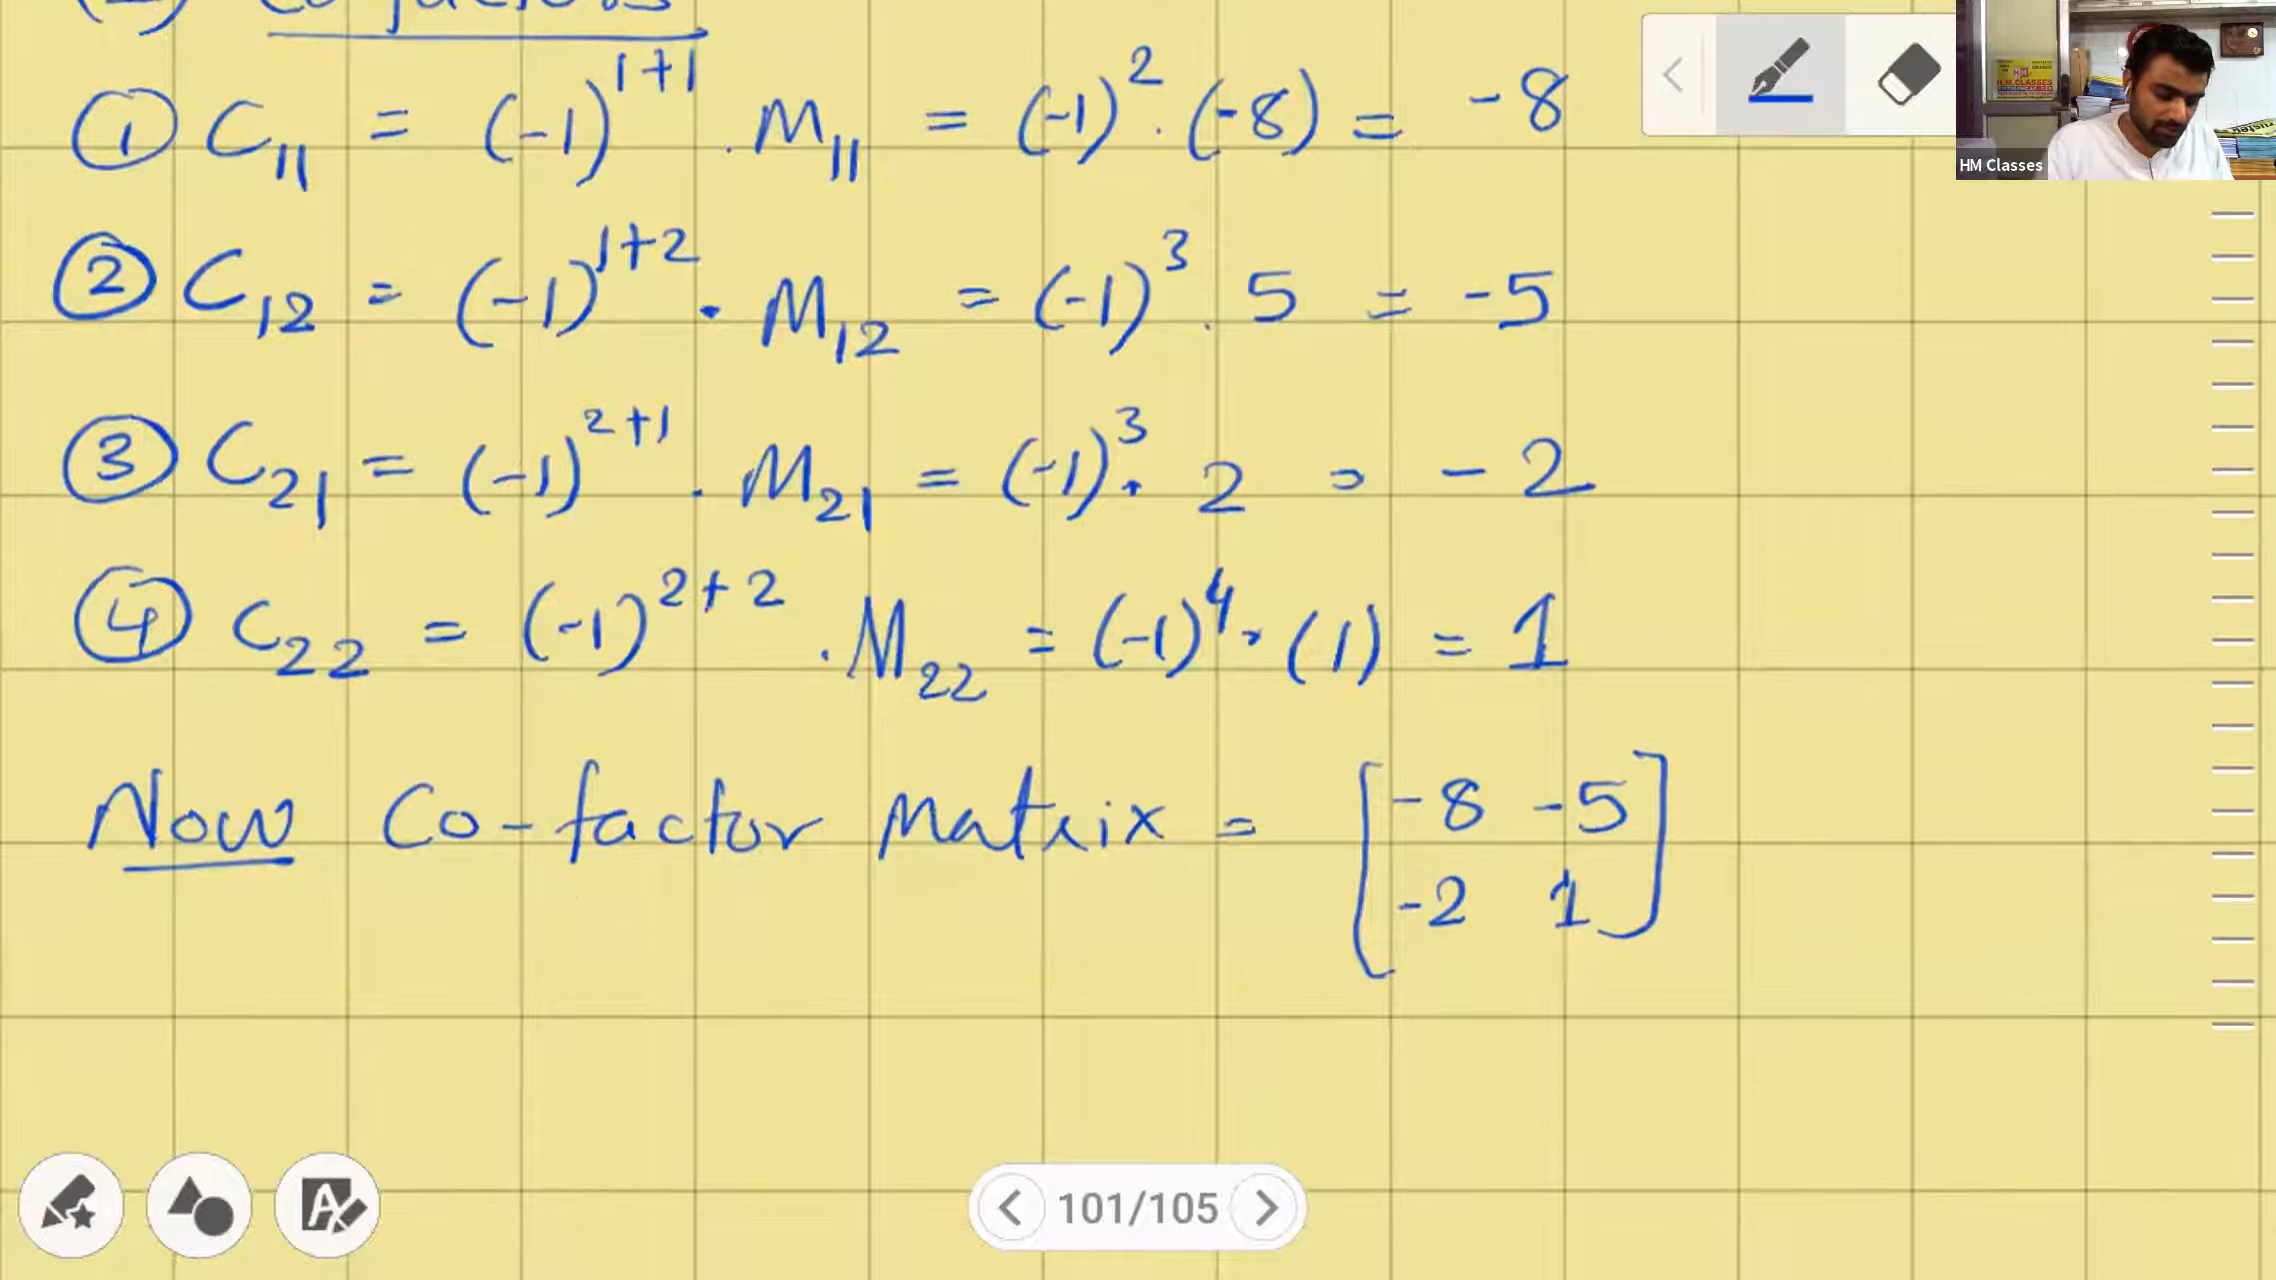 Co-factors
① C₁₁ = (-1)¹⁺¹ . M₁₁ = (-1)² . (-8) = -8
② C₁₂ = (-1)¹⁺² . M₁₂ = (-1)³ . 5 = -5
③ C₂₁ = (-1)²⁺¹ . M₂₁ = (-1)³ . 2 = -2
④ C₂₂ = (-1)²⁺² . M₂₂ = (-1)⁴ . (1) = 1
Now Co-factor Matrix = [-8 -5
-2 1]
HM Classes
101/105